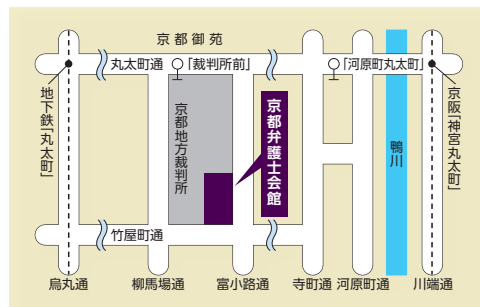 京都御苑
丸太町通
「裁判所前」
「河原町丸太町」
地下鉄「丸太町」
京都地方裁判所
京都弁護士会館
鴨川
京阪「神宮丸太町」
竹屋町通
烏丸通
柳馬場通
富小路通
寺町通
河原町通
川端通